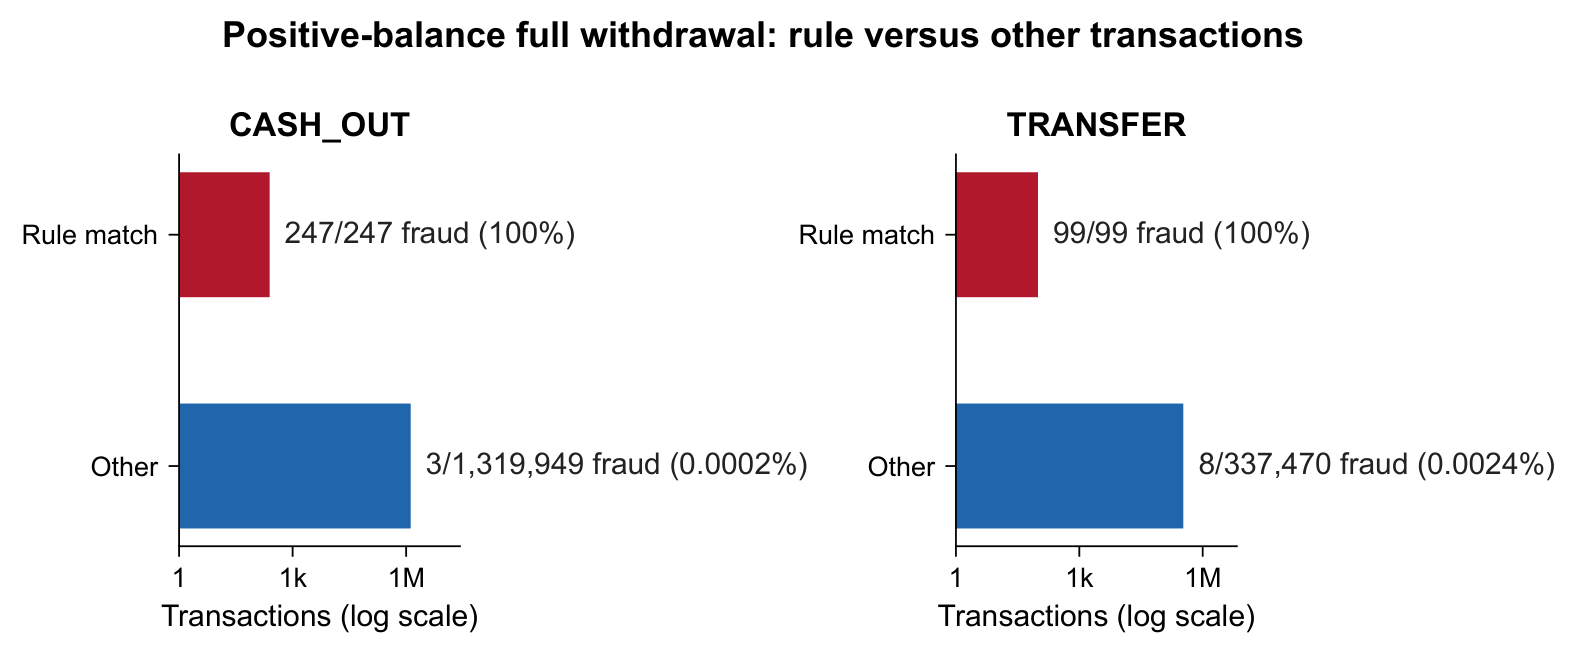 Positive-balance full withdrawal: rule versus other transactions
CASH_OUT
Rule match
247/247 fraud (100%)
Other
3/1,319,949 fraud (0.0002%)
1
1k
1M
Transactions (log scale)
TRANSFER
Rule match
99/99 fraud (100%)
Other
8/337,470 fraud (0.0024%)
1
1k
1M
Transactions (log scale)